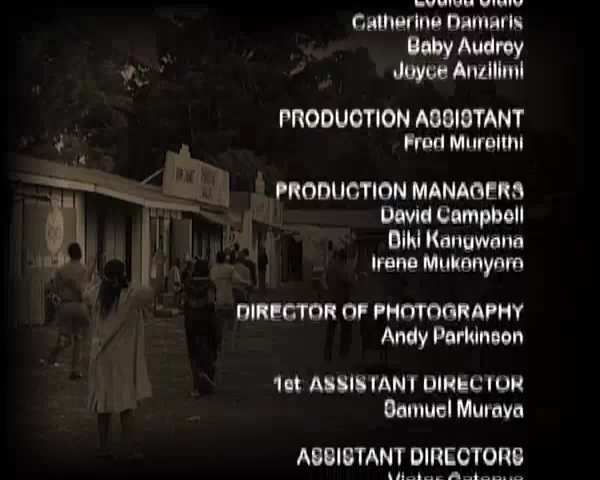 Catherine Damaris
Baby Audrey
Joyce Anzilimi
PRODUCTION ASSISTANT
Fred Mureithi
PRODUCTION MANAGERS
David Campbell
Biki Kangwana
Irene Mukonyoro
DIRECTOR OF PHOTOGRAPHY
Andy Parkinson
1st ASSISTANT DIRECTOR
Samuel Muraya
ASSISTANT DIRECTORS